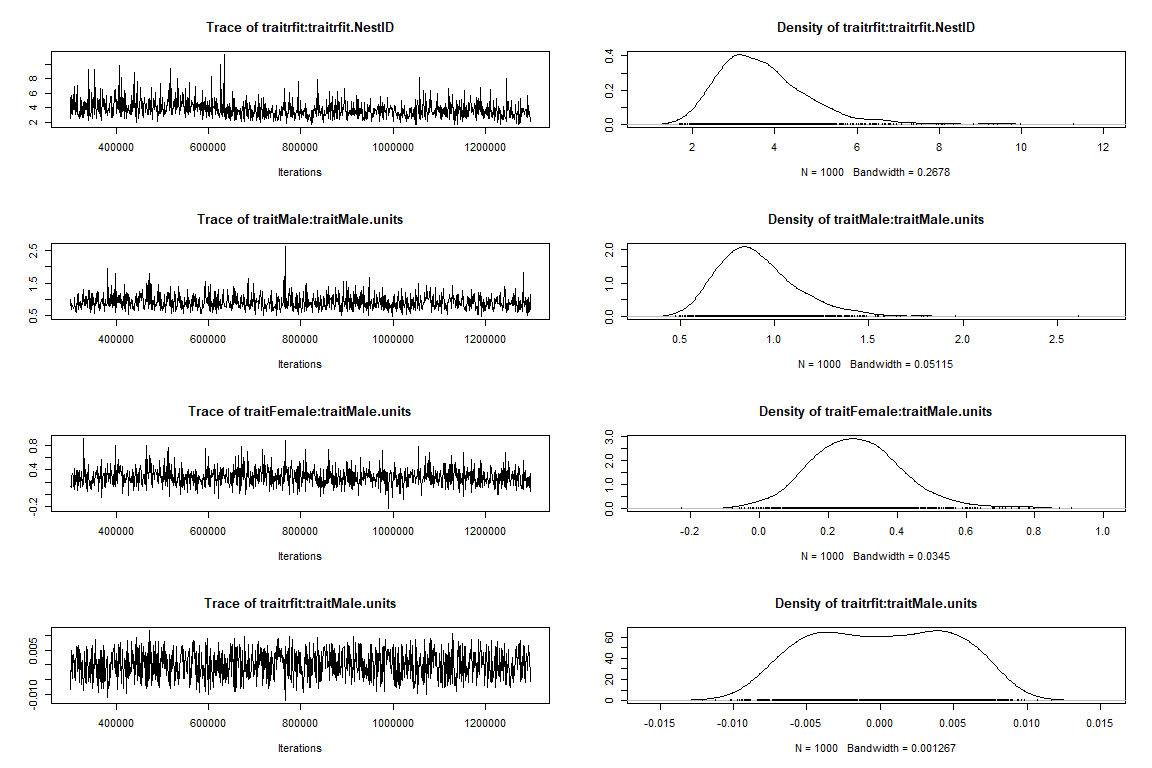 Trace of traitrfit:traitrfit.NestID
2 4 6 8
400000 600000 800000 1000000 1200000
Iterations
Density of traitrfit:traitrfit.NestID
0.0 0.2 0.4
2 4 6 8 10 12
N = 1000 Bandwidth = 0.2678
Trace of traitMale:traitMale.units
0.5 1.5 2.5
400000 600000 800000 1000000 1200000
Iterations
Density of traitMale:traitMale.units
0.0 1.0 2.0
0.5 1.0 1.5 2.0 2.5
N = 1000 Bandwidth = 0.05115
Trace of traitFemale:traitMale.units
-0.2 0.4 0.8
400000 600000 800000 1000000 1200000
Iterations
Density of traitFemale:traitMale.units
0.0 1.0 2.0 3.0
-0.2 0.0 0.2 0.4 0.6 0.8 1.0
N = 1000 Bandwidth = 0.0345
Trace of traitrfit:traitMale.units
-0.010 0.005
400000 600000 800000 1000000 1200000
Iterations
Density of traitrfit:traitMale.units
0 20 40 60
-0.015 -0.010 -0.005 0.000 0.005 0.010 0.015
N = 1000 Bandwidth = 0.001267